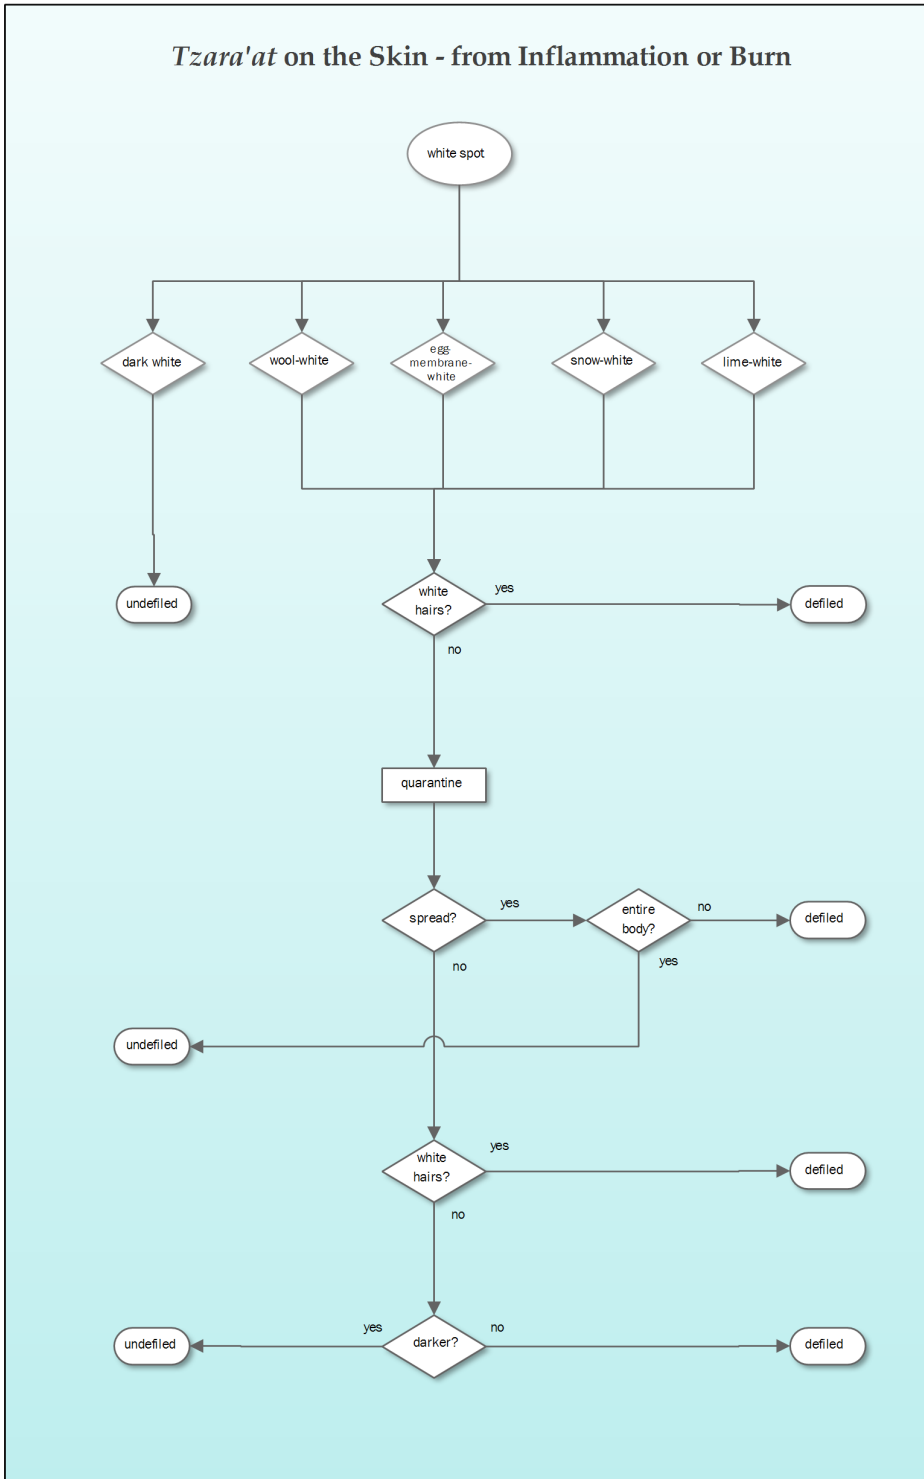 Tzara'at on the Skin - from Inflammation or Burn
white spot
dark white
wool-white
egg-
membrane-
white
snow-white
lime-white
undefiled
white
hairs?
yes
defiled
no
quarantine
spread?
yes
entire
body?
no
defiled
no
yes
undefiled
white
hairs?
yes
defiled
no
undefiled
yes
darker?
no
defiled